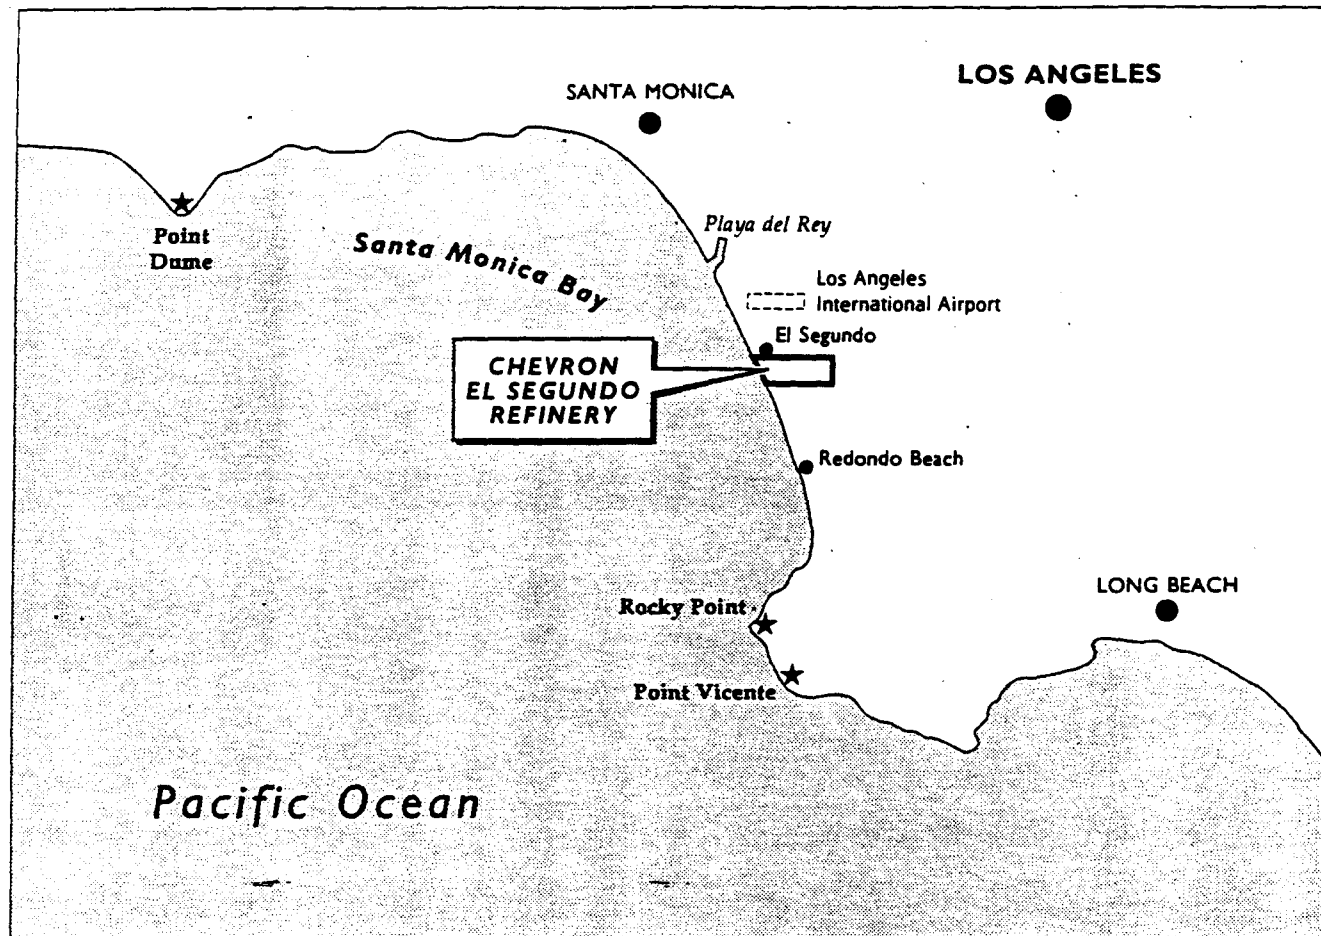 LOS ANGELES
SANTA MONICA
Playa del Rey
Point
Dume
Santa Monica Bay
Los Angeles
International Airport
El Segundo
CHEVRON
EL SEGUNDO
REFINERY
Redondo Beach
Rocky Point
LONG BEACH
Point Vicente
Pacific Ocean